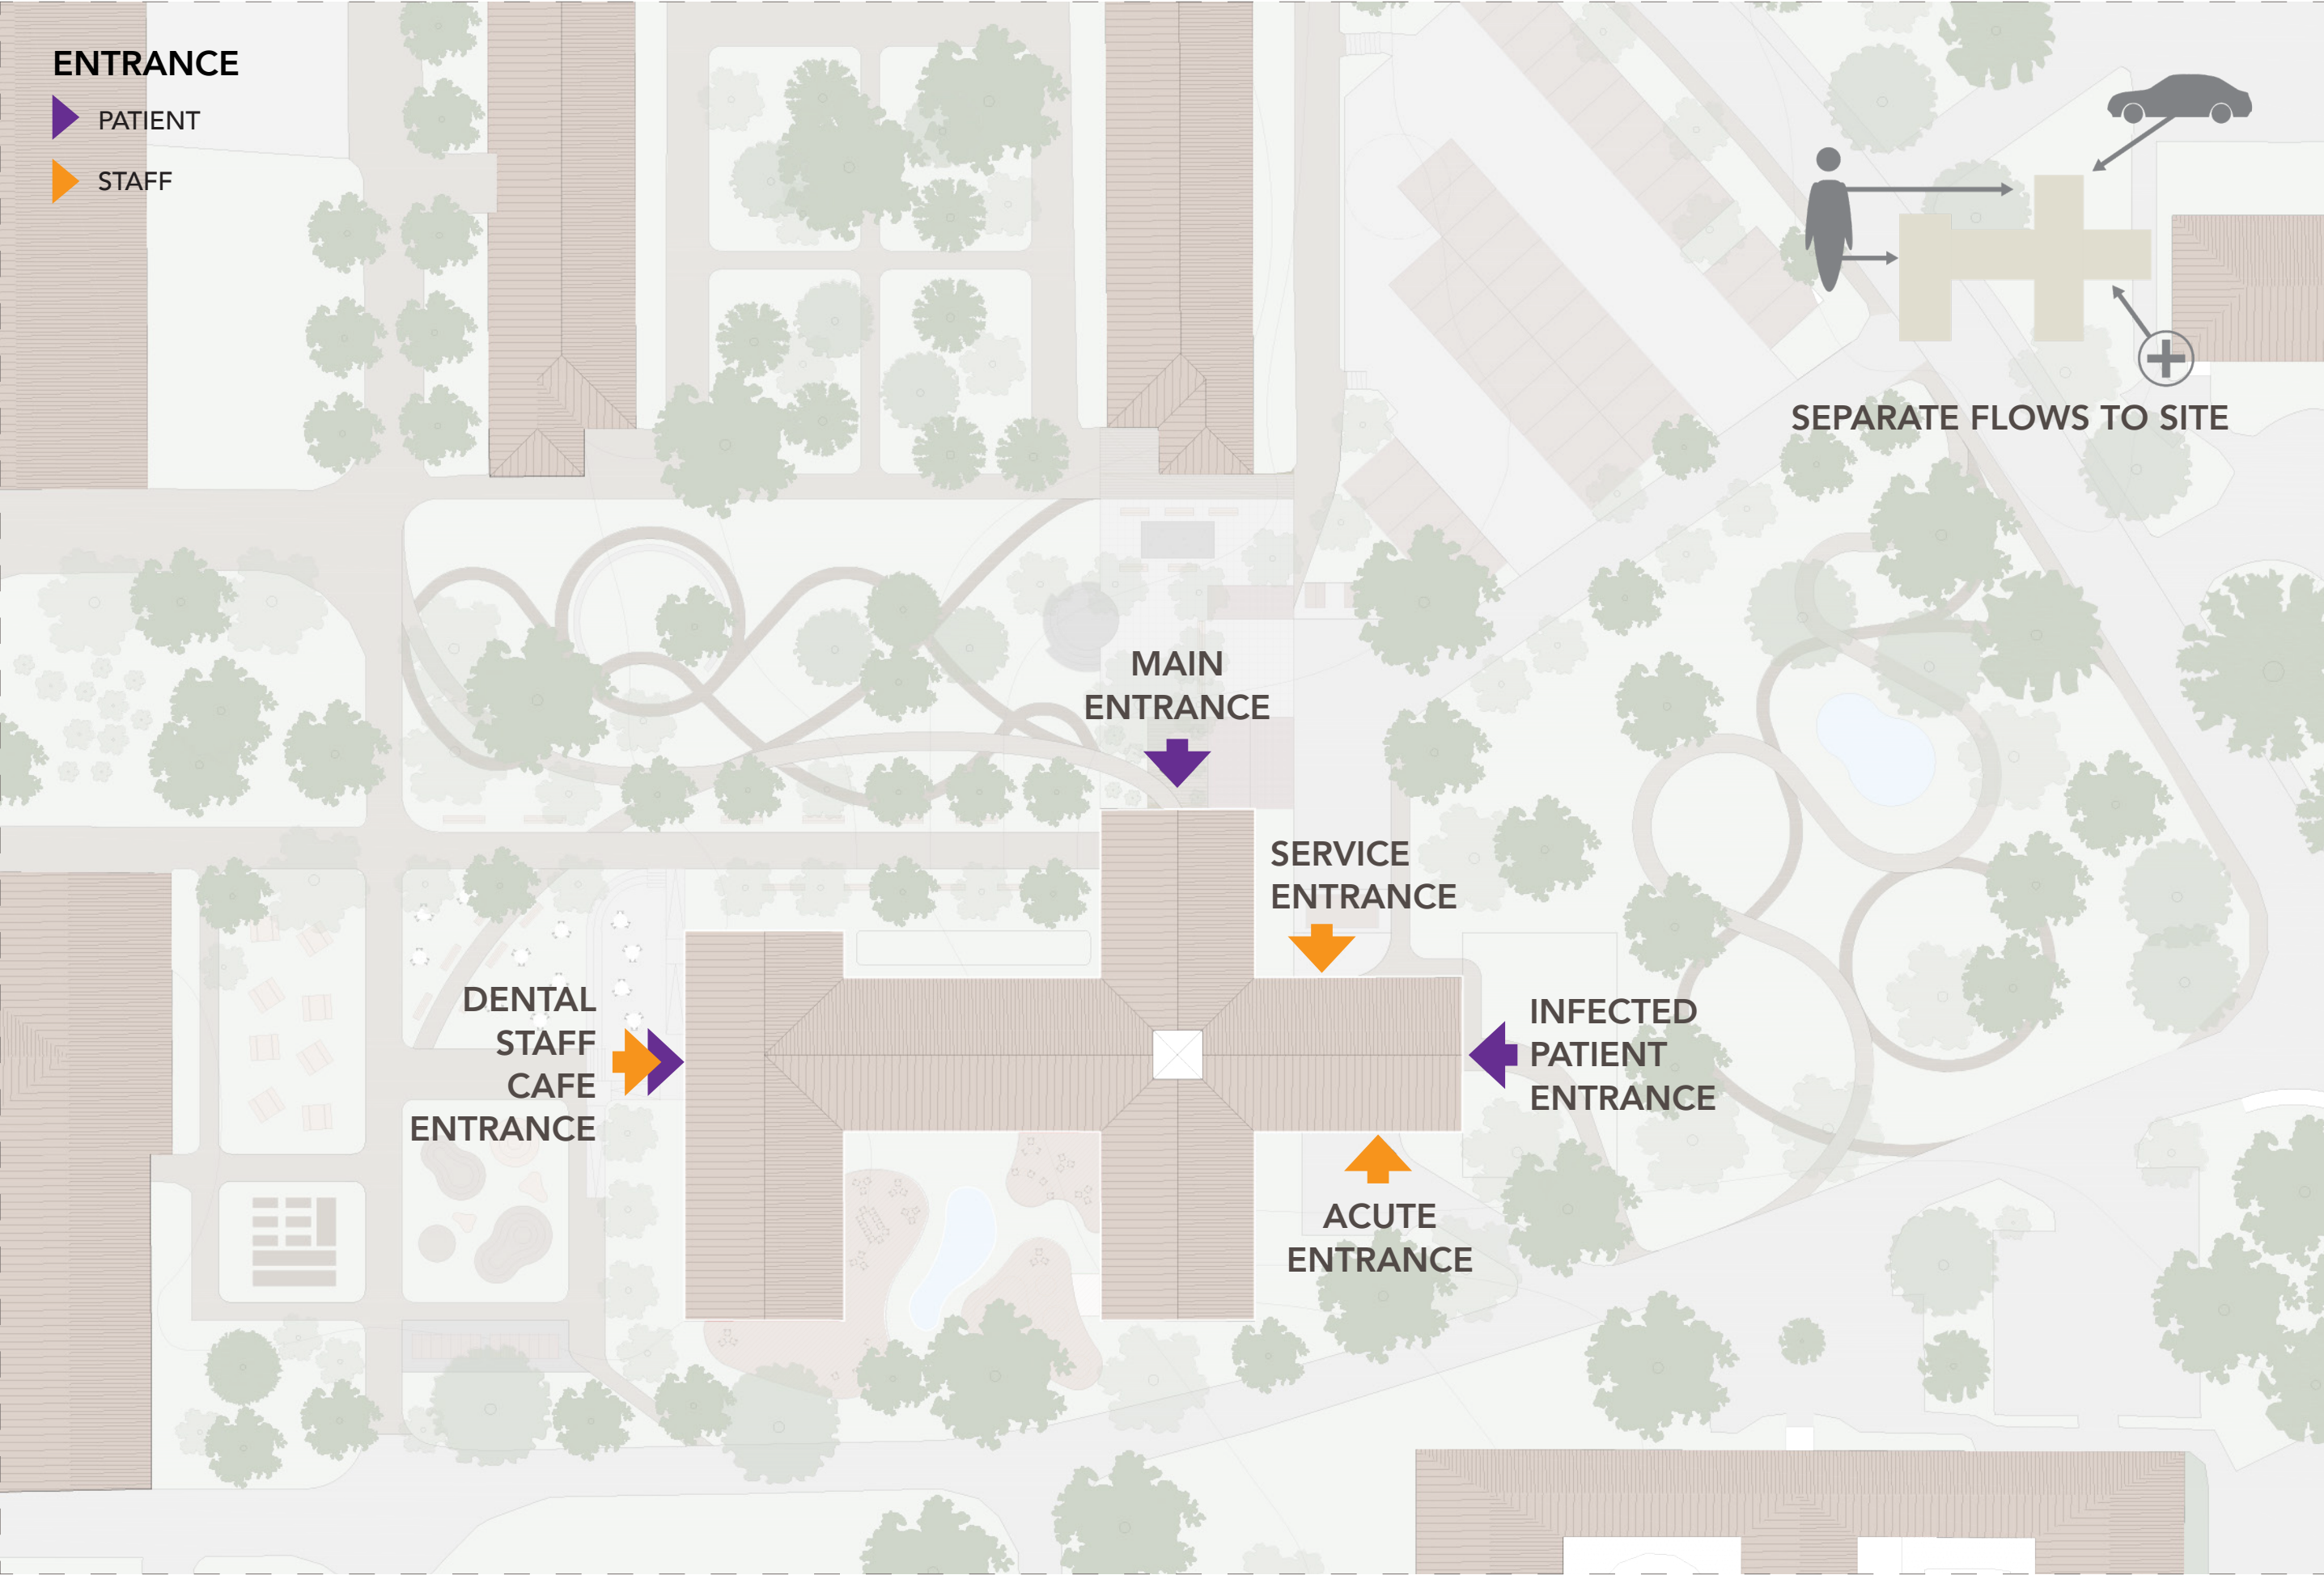 ENTRANCE
PATIENT
STAFF
SEPARATE FLOWS TO SITE
MAIN
ENTRANCE
SERVICE
ENTRANCE
DENTAL
STAFF
CAFE
ENTRANCE
INFECTED
PATIENT
ENTRANCE
ACUTE
ENTRANCE